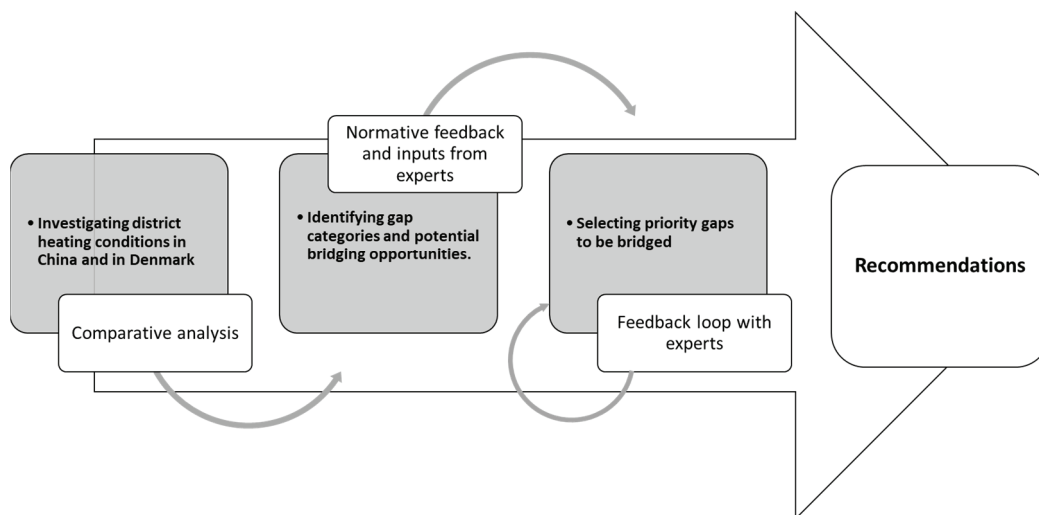 Normative feedback
and inputs from
experts
• Investigating district
heating conditions in
China and in Denmark
Comparative analysis
• Identifying gap
categories and potential
bridging opportunities.
• Selecting priority gaps
to be bridged
Feedback loop with
experts
Recommendations